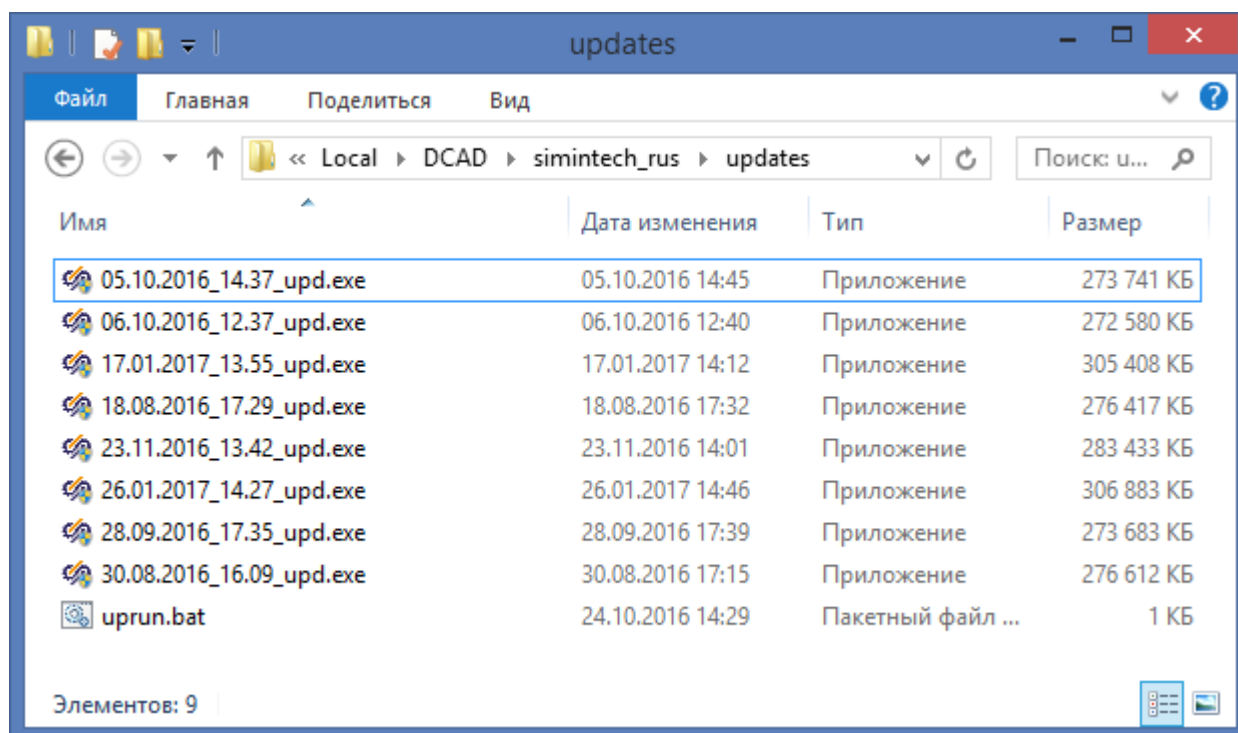 updates
Файл Главная Поделиться Вид
« Local DCAD simintech_rus updates Поиск: u...
Имя Дата изменения Тип Размер
05.10.2016_14.37_upd.exe 05.10.2016 14:45 Приложение 273 741 КБ
06.10.2016_12.37_upd.exe 06.10.2016 12:40 Приложение 272 580 КБ
17.01.2017_13.55_upd.exe 17.01.2017 14:12 Приложение 305 408 КБ
18.08.2016_17.29_upd.exe 18.08.2016 17:32 Приложение 276 417 КБ
23.11.2016_13.42_upd.exe 23.11.2016 14:01 Приложение 283 433 КБ
26.01.2017_14.27_upd.exe 26.01.2017 14:46 Приложение 306 883 КБ
28.09.2016_17.35_upd.exe 28.09.2016 17:39 Приложение 273 683 КБ
30.08.2016_16.09_upd.exe 30.08.2016 17:15 Приложение 276 612 КБ
uprun.bat 24.10.2016 14:29 Пакетный файл ... 1 КБ
Элементов: 9